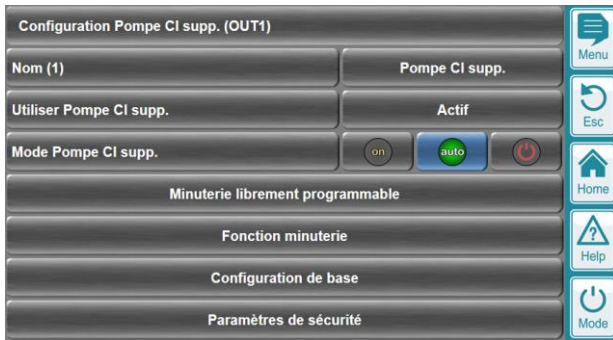 Configuration Pompe Cl supp. (OUT1)
Nom (1)
Pompe Cl supp.
Utiliser Pompe Cl supp.
Actif
Mode Pompe Cl supp.
on
auto
Minuterie librement programmable
Fonction minuterie
Configuration de base
Paramètres de sécurité
Menu
Esc
Home
?
Help
Mode